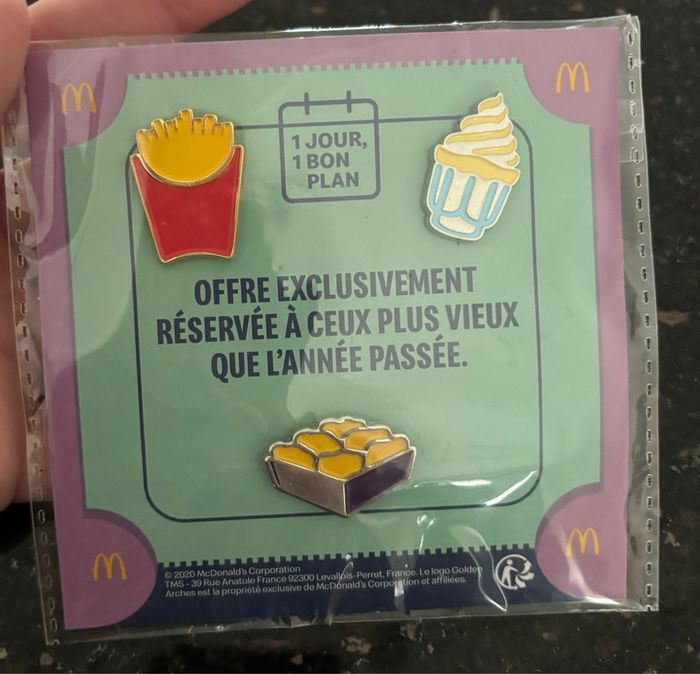 1 JOUR,
1 BON
PLAN
OFFRE EXCLUSIVEMENT
RÉSERVÉE À CEUX PLUS VIEUX
QUE L'ANNÉE PASSÉE.
© 2020 McDonald's Corporation
TMS - 39 Rue Anatole France 92300 Levallois-Perret, France. Le logo Golden
Arches est la propriété exclusive de McDonald's Corporation et affiliées.